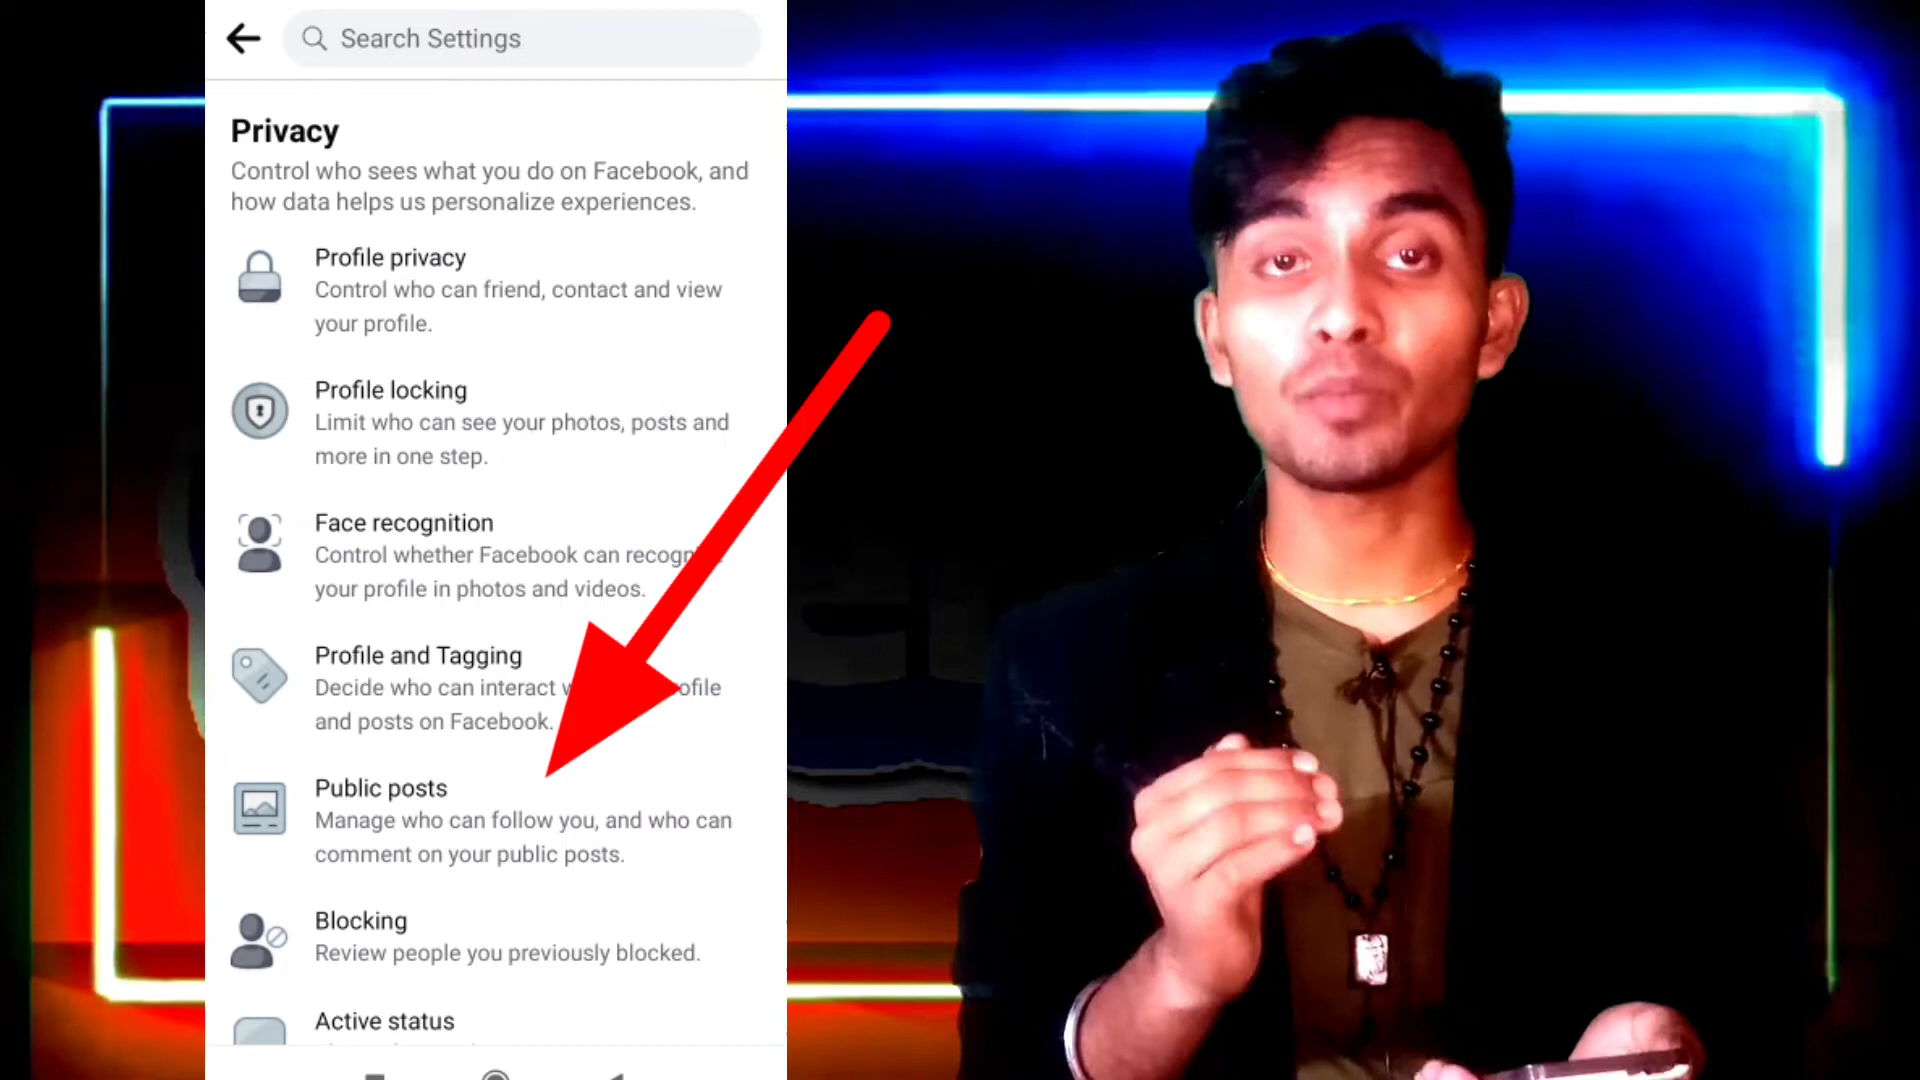 Search Settings
Privacy
Control who sees what you do on Facebook, and
how data helps us personalize experiences.
Profile privacy
Control who can friend, contact and view
your profile.
Profile locking
Limit who can see your photos, posts and
more in one step.
Face recognition
Control whether Facebook can
your profile in photos and videos.
Profile and Tagging
Decide who can interact
and posts on Facebook.
Public posts
Manage who can follow you, and who can
comment on your public posts.
Blocking
Review people you previously blocked.
Active status